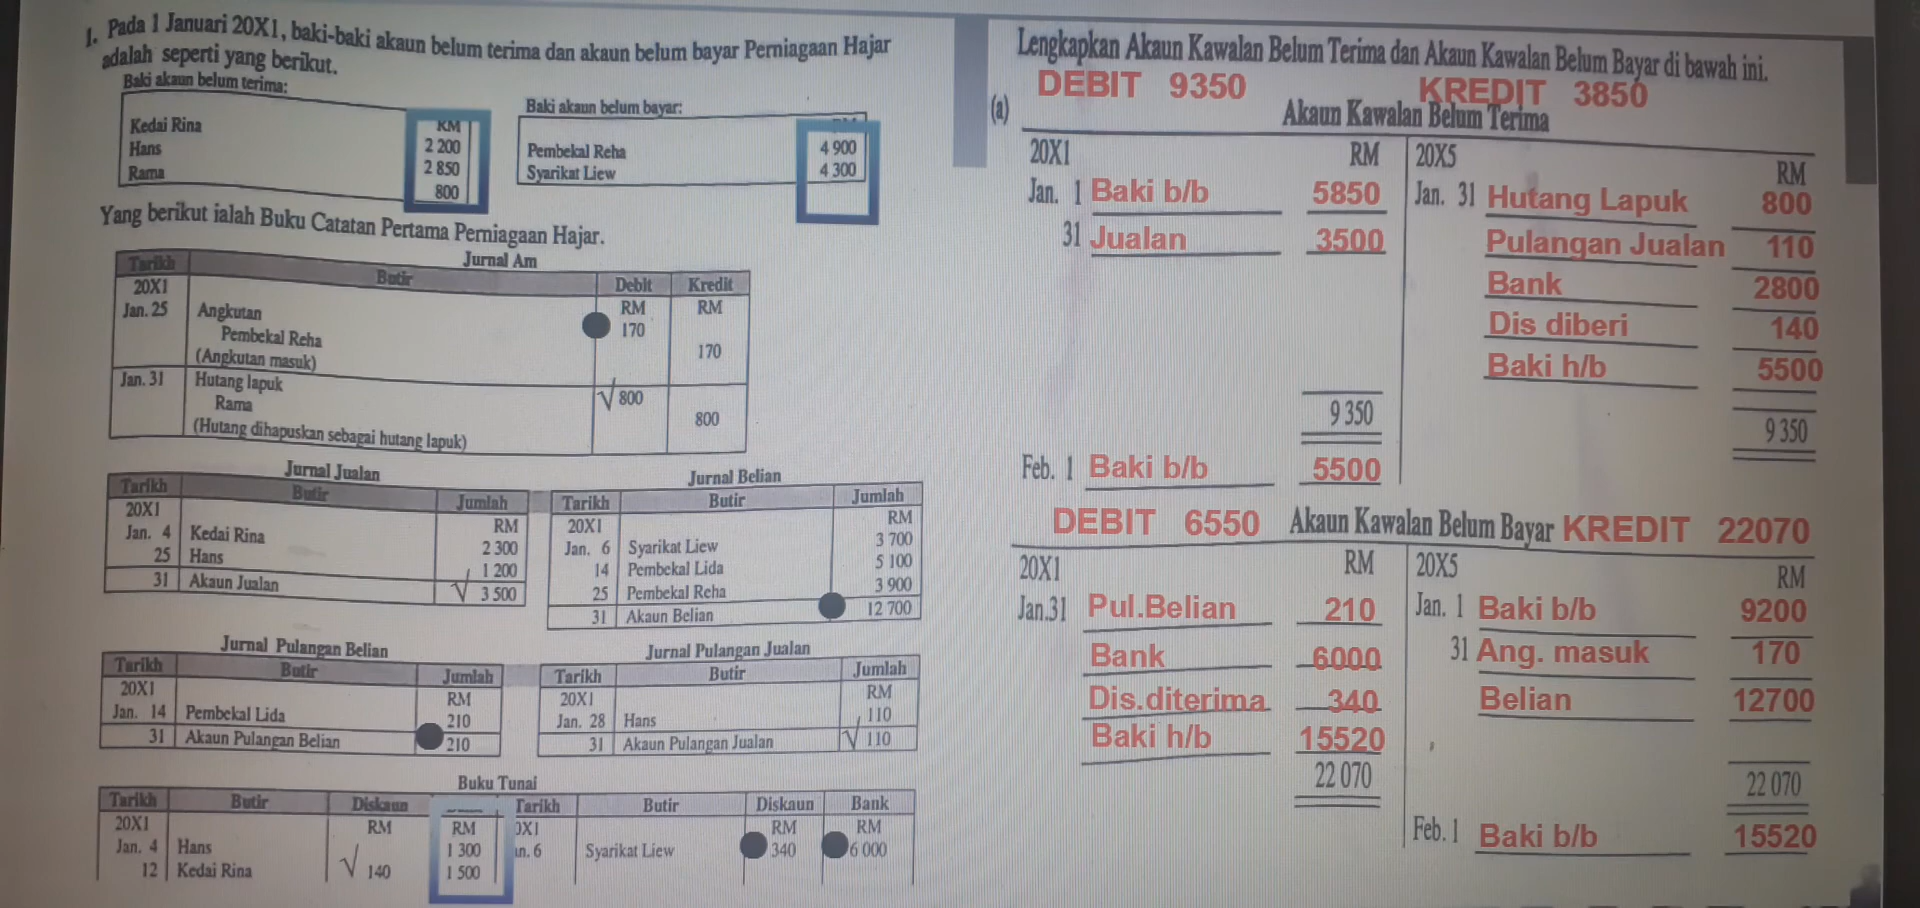 1. Pada 1 Januari 20X1, baki-baki akaun belum terima dan akaun belum bayar Perniagaan Hajar
adalah seperti yang berikut.
Baki akaun belum terima:
RM
Kedai Rina 2 200
Hans 2 850
Rama 800
Baki akaun belum bayar:
Pembekal Reha 4 900
Syarikat Liew 4 300
Yang berikut ialah Buku Catatan Pertama Perniagaan Hajar.
Jurnal Am
Tarikh Butir Debit Kredit
20X1 RM RM
Jan. 25 Angkutan 170
Pembekal Reha 170
(Angkutan masuk)
Jan. 31 Hutang lapuk √ 800
Rama 800
(Hutang dihapuskan sebagai hutang lapuk)
Jurnal Jualan
Tarikh Butir Jumlah
20X1 RM
Jan. 4 Kedai Rina 2 300
25 Hans 1 200
31 Akaun Jualan √ 3 500
Jurnal Belian
Tarikh Butir Jumlah
20X1 RM
Jan. 6 Syarikat Liew 3 700
14 Pembekal Lida 5 100
25 Pembekal Reha 3 900
31 Akaun Belian 12 700
Jurnal Pulangan Belian
Tarikh Butir Jumlah
20X1 RM
Jan. 14 Pembekal Lida 210
31 Akaun Pulangan Belian 210
Jurnal Pulangan Jualan
Tarikh Butir Jumlah
20X1 RM
Jan. 28 Hans 110
31 Akaun Pulangan Jualan √ 110
Buku Tunai
Tarikh Butir Diskaun Tarikh Butir Diskaun Bank
20X1 RM RM 0X1 RM RM
Jan. 4 Hans 1 300 n. 6 Syarikat Liew 340 6 000
12 Kedai Rina √ 140 1 500
Lengkapkan Akaun Kawalan Belum Terima dan Akaun Kawalan Belum Bayar di bawah ini.
DEBIT 9350 KREDIT 3850
(a) Akaun Kawalan Belum Terima
20X1 RM 20X5 RM
Jan. 1 Baki b/b 5850 Jan. 31 Hutang Lapuk 800
31 Jualan 3500 Pulangan Jualan 110
Bank 2800
Dis diberi 140
Baki h/b 5500
9 350 9 350
Feb. 1 Baki b/b 5500
DEBIT 6550 Akaun Kawalan Belum Bayar KREDIT 22070
20X1 RM 20X5 RM
Jan.31 Pul.Belian 210 Jan. 1 Baki b/b 9200
Bank 6000 31 Ang. masuk 170
Dis.diterima 340 Belian 12700
Baki h/b 15520
22 070 22 070
Feb. 1 Baki b/b 15520